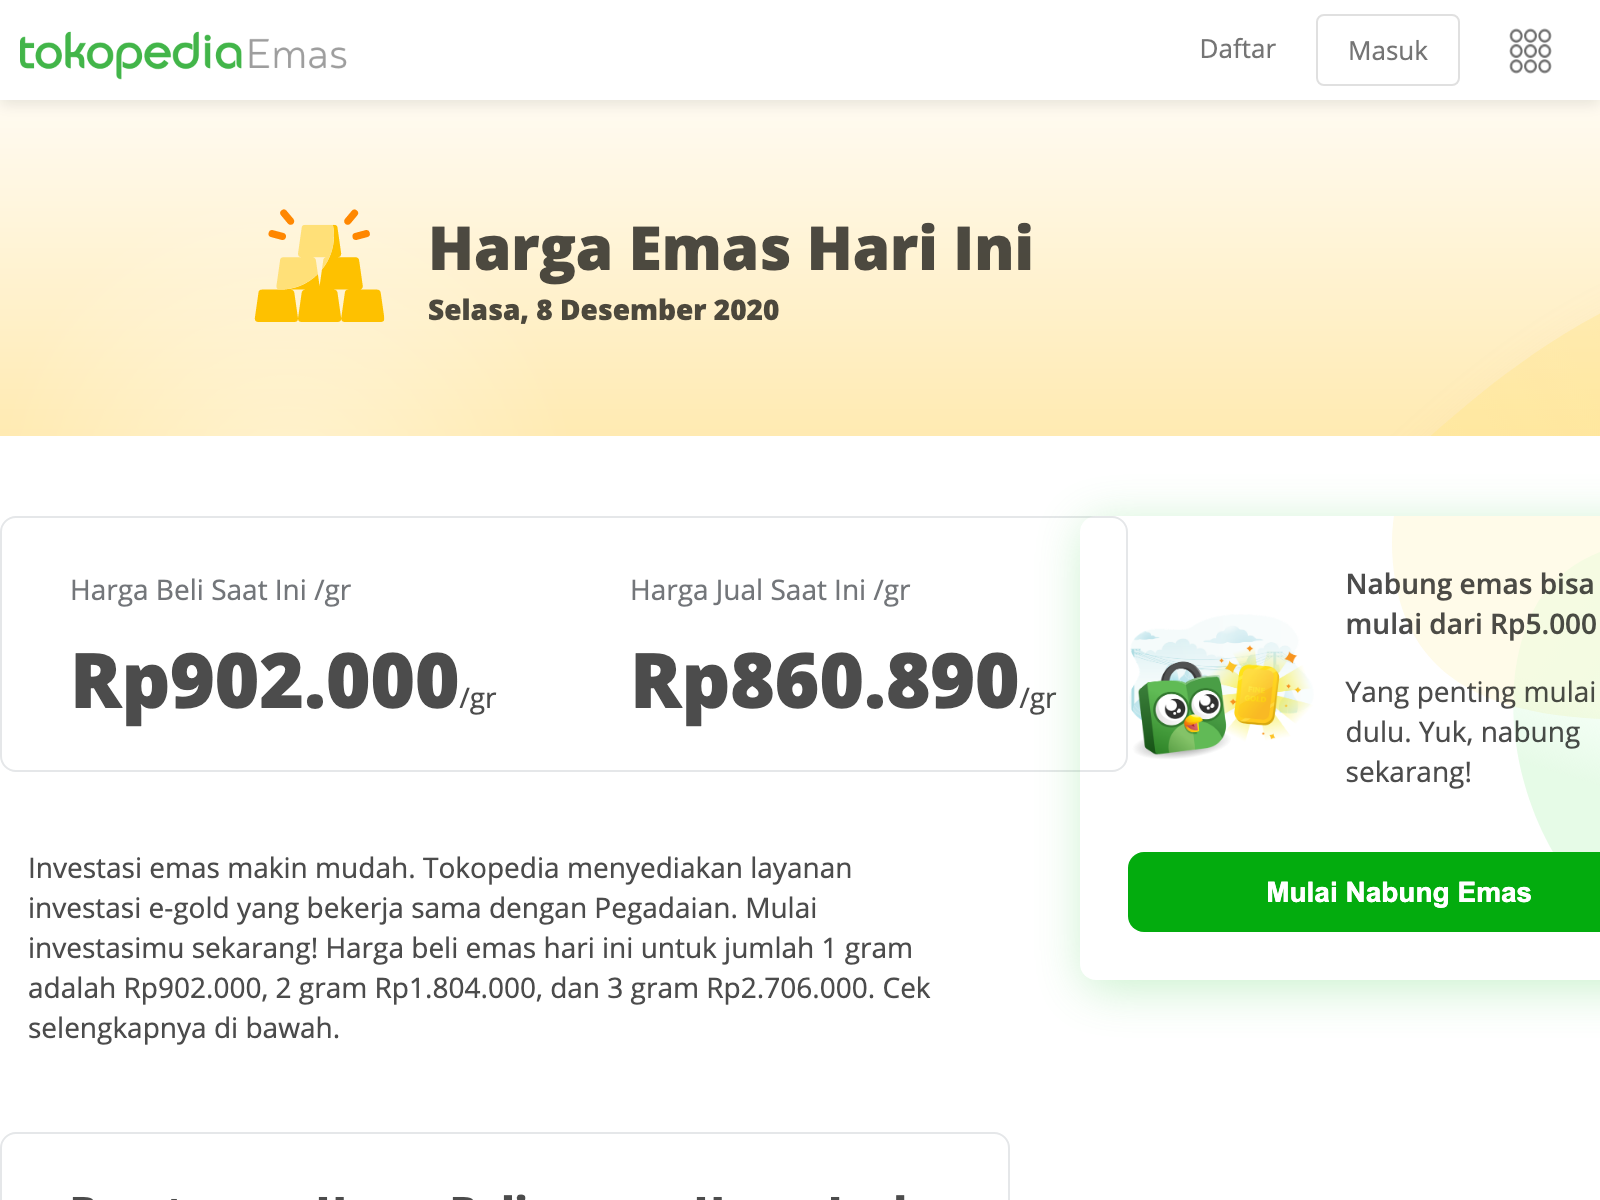 tokopediaEmas
Daftar
Masuk
Harga Emas Hari Ini
Selasa, 8 Desember 2020
Harga Beli Saat Ini /gr
Rp902.000/gr
Harga Jual Saat Ini /gr
Rp860.890/gr
Nabung emas bisa
mulai dari Rp5.000
Yang penting mulai
dulu. Yuk, nabung
sekarang!
Mulai Nabung Emas
Investasi emas makin mudah. Tokopedia menyediakan layanan
investasi e-gold yang bekerja sama dengan Pegadaian. Mulai
investasimu sekarang! Harga beli emas hari ini untuk jumlah 1 gram
adalah Rp902.000, 2 gram Rp1.804.000, dan 3 gram Rp2.706.000. Cek
selengkapnya di bawah.